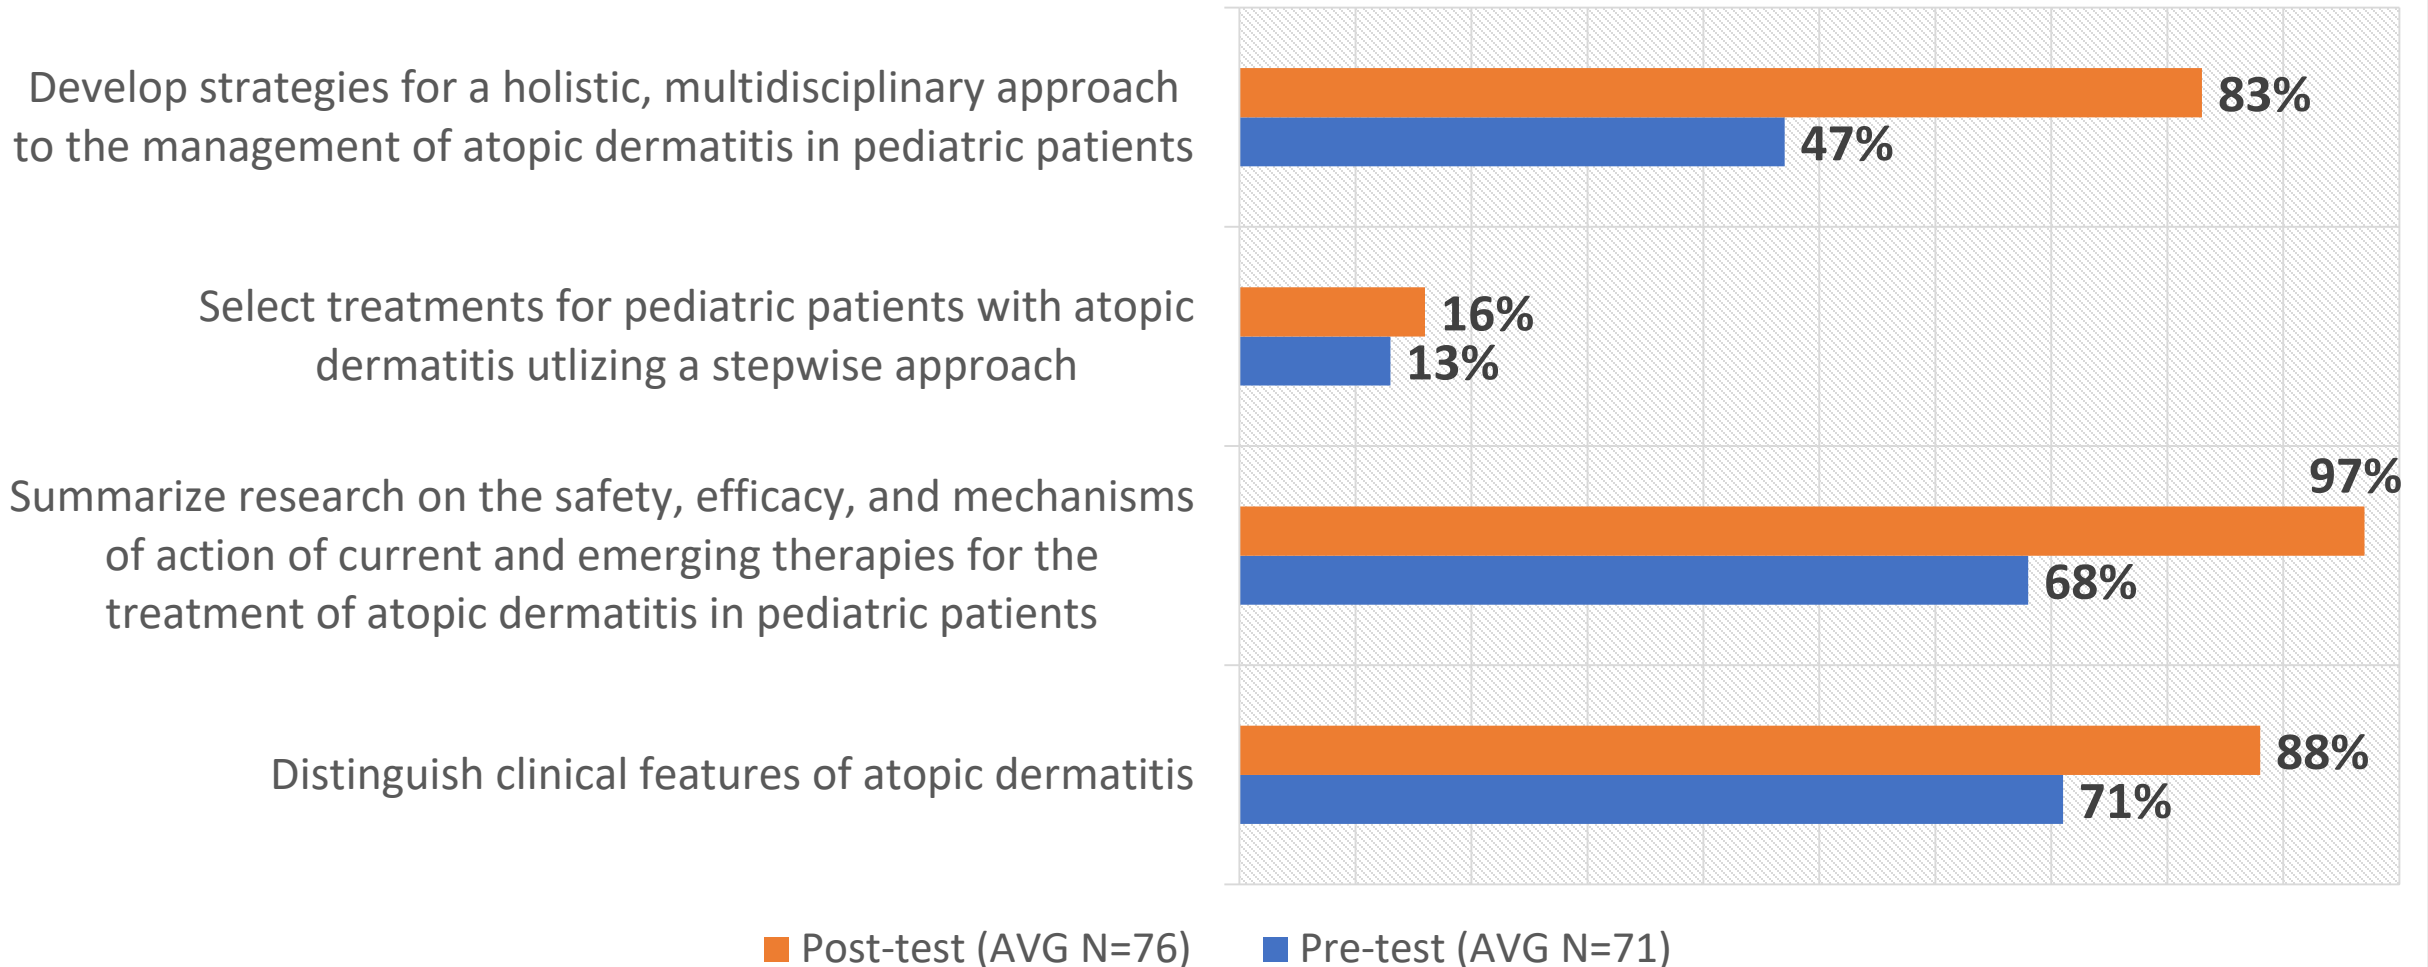 Develop strategies for a holistic, multidisciplinary approach
to the management of atopic dermatitis in pediatric patients
83%
47%
Select treatments for pediatric patients with atopic
dermatitis utlizing a stepwise approach
16%
13%
Summarize research on the safety, efficacy, and mechanisms
of action of current and emerging therapies for the
treatment of atopic dermatitis in pediatric patients
97%
68%
Distinguish clinical features of atopic dermatitis
88%
71%
Post-test (AVG N=76)
Pre-test (AVG N=71)